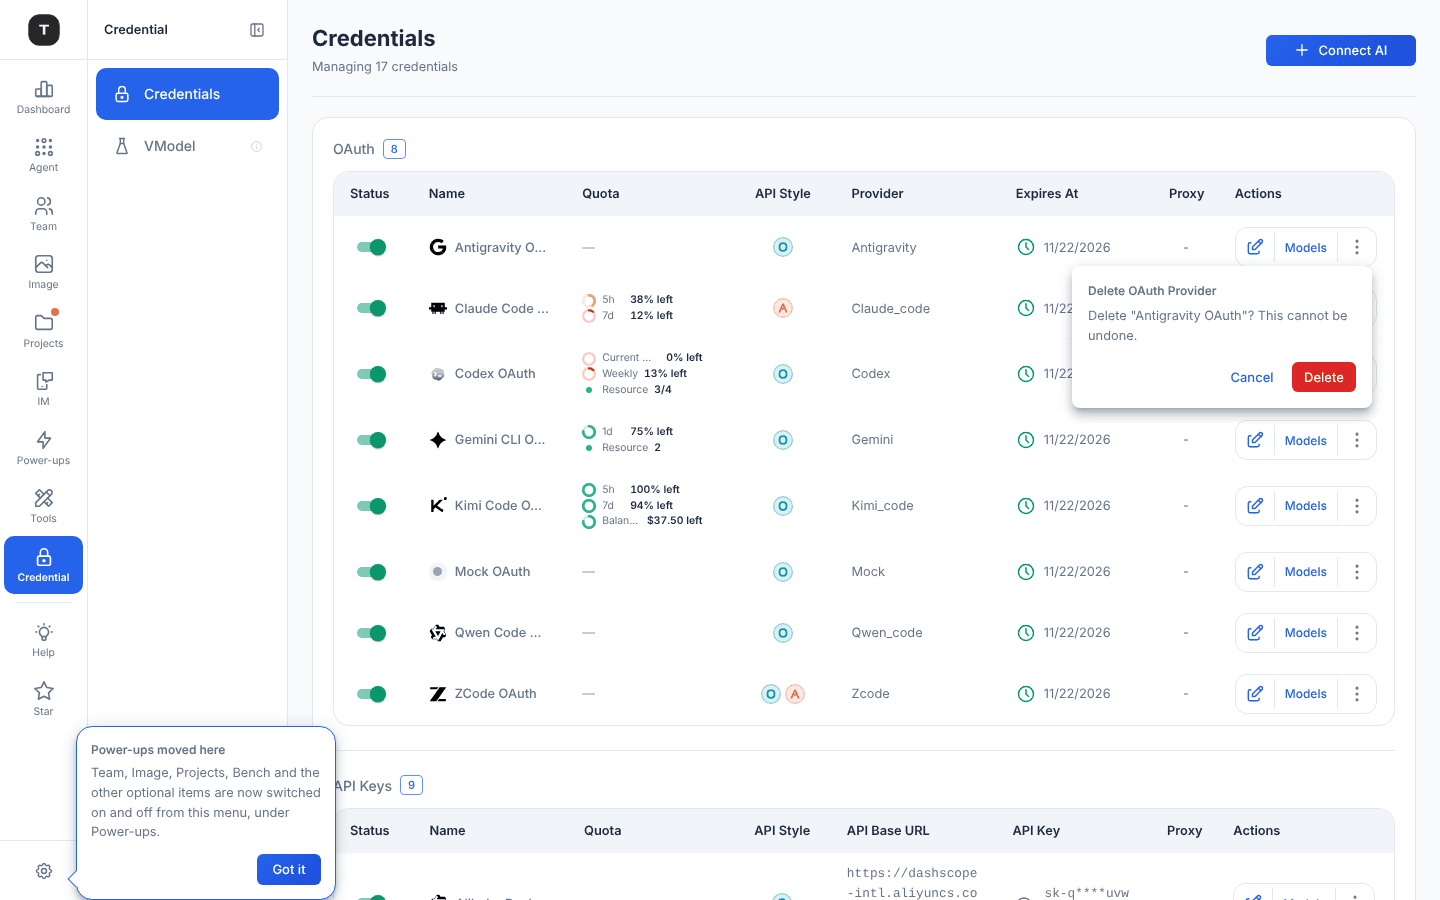 T
Credential
Dashboard
Agent
Team
Image
Projects
IM
Power-ups
Tools
Credential
Help
Star
Credentials
VModel
Credentials
Managing 17 credentials
Connect AI
OAuth 8
Status Name Quota API Style Provider Expires At Proxy Actions
Antigravity O... — O Antigravity 11/22/2026 - Models
Claude Code ... 5h 38% left A Claude_code 11/22
7d 12% left
Codex OAuth Current ... 0% left O Codex 11/22
Weekly 13% left
Resource 3/4
Delete OAuth Provider
Delete "Antigravity OAuth"? This cannot be
undone.
Cancel Delete
Gemini CLI O... 1d 75% left O Gemini 11/22/2026 - Models
Resource 2
Kimi Code O... 5h 100% left O Kimi_code 11/22/2026 - Models
7d 94% left
Balan... $37.50 left
Mock OAuth — O Mock 11/22/2026 - Models
Qwen Code ... — O Qwen_code 11/22/2026 - Models
ZCode OAuth — O A Zcode 11/22/2026 - Models
Power-ups moved here
Team, Image, Projects, Bench and the
other optional items are now switched
on and off from this menu, under
Power-ups.
Got it
API Keys 9
Status Name Quota API Style API Base URL API Key Proxy Actions
https://dashscope
-intl.aliyuncs.co
sk-q****uvw